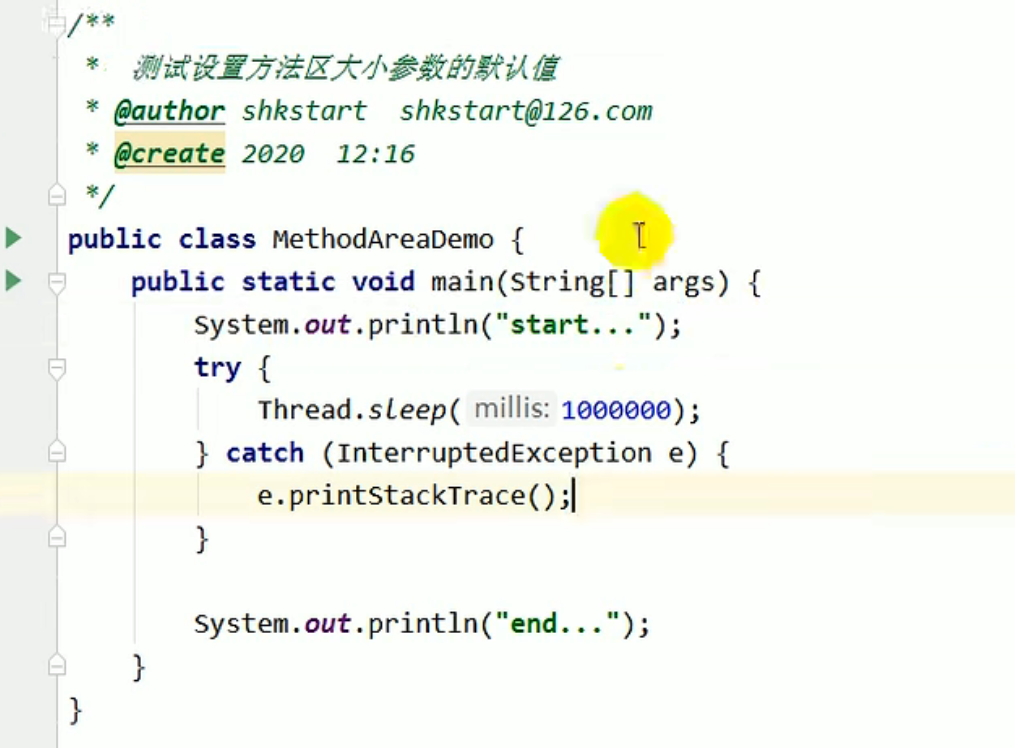 /**
 *  测试设置方法区大小参数的默认值
 * @author shkstart  shkstart@126.com
 * @create 2020  12:16
 */
public class MethodAreaDemo {
    public static void main(String[] args) {
        System.out.println("start...");
        try {
            Thread.sleep( millis: 1000000);
        } catch (InterruptedException e) {
            e.printStackTrace();
        }

        System.out.println("end...");
    }
}